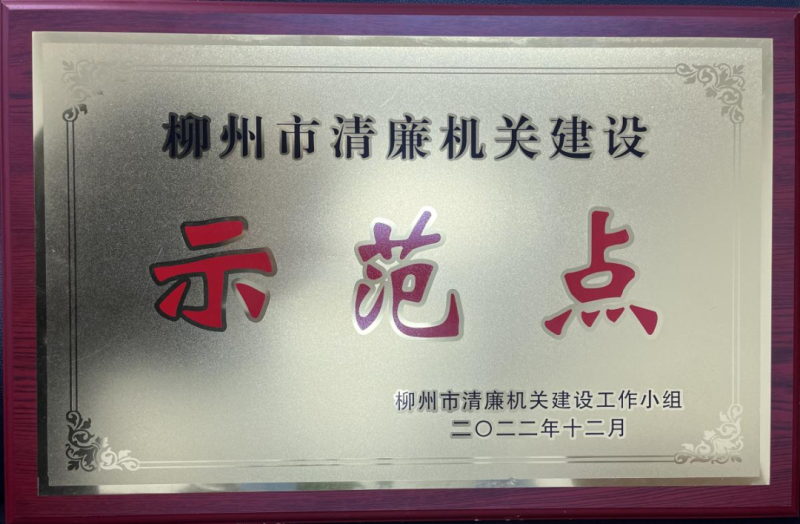 柳州市清廉机关建设
示范点
柳州市清廉机关建设工作小组
二〇二二年十二月